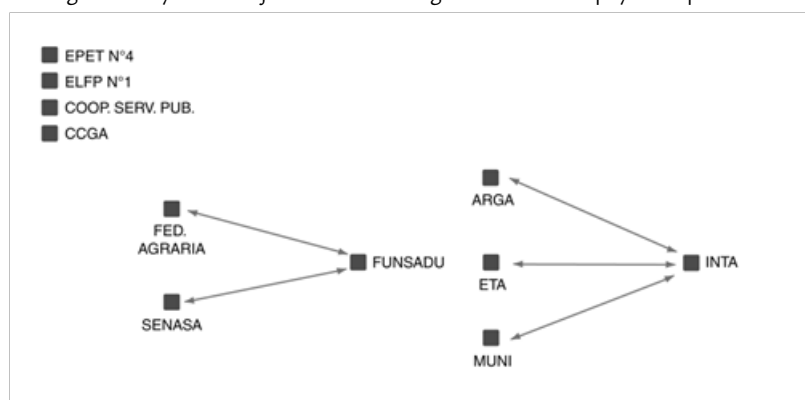 EPET N°4
ELFP N°1
COOP. SERV. PUB.
CCGA
ARGA
FED.
AGRARIA
FUNSADU
INTA
ETA
SENASA
MUNI